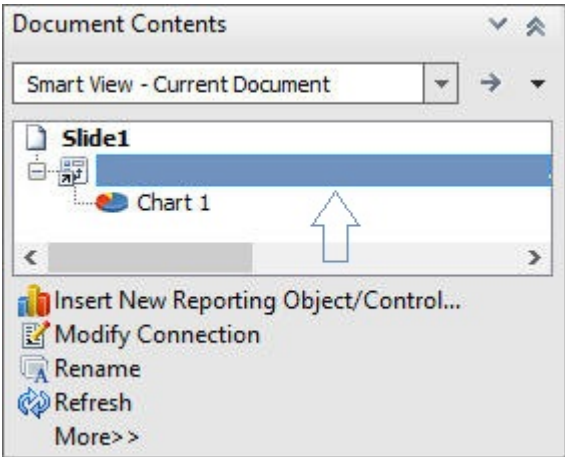 Document Contents
Smart View - Current Document
Slide1
Chart 1
Insert New Reporting Object/Control...
Modify Connection
Rename
Refresh
More>>